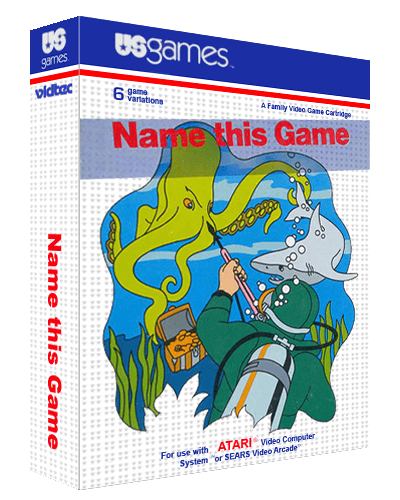 US
games
vidtec
Name this Game
USgames™
6 game
variations
A Family Video Game Cartridge
Name this Game
For use with ATARI® Video Computer
System™ or SEARS Video Arcade™